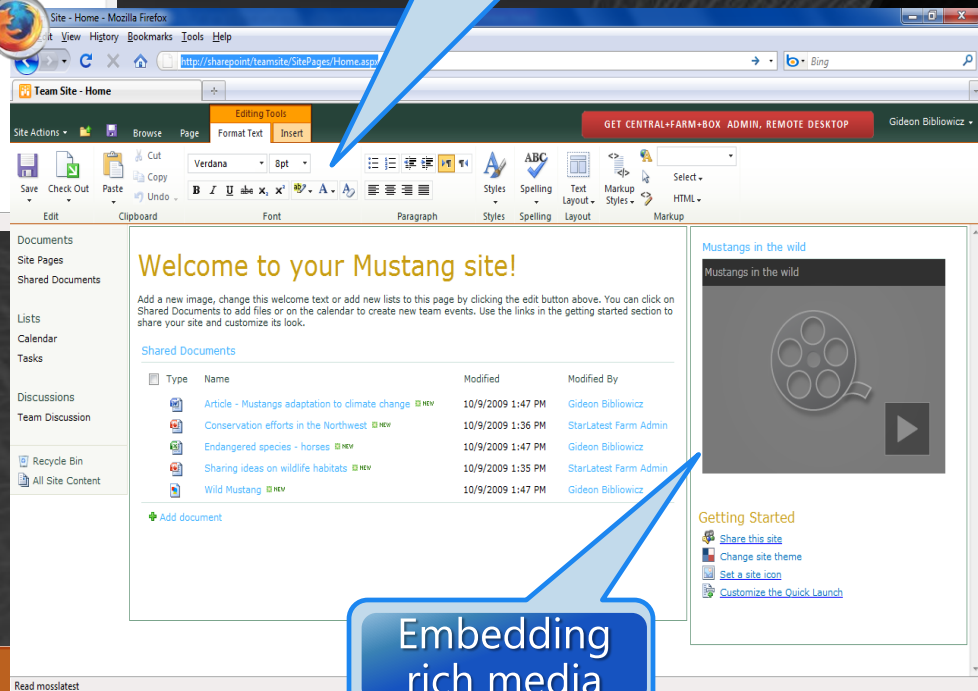 Site - Home - Mozilla Firefox
View History Bookmarks Tools Help
http://sharepoint/teamsite/SitePages/Home.aspx
Bing
Team Site - Home
Editing Tools
Site Actions Browse Page Format Text Insert
GET CENTRAL+FARM+BOX ADMIN, REMOTE DESKTOP
Gideon Bibliowicz
Save Check Out Paste Cut Copy Undo
Verdana 8pt
B I U abc X₂ X² A A
Styles
ABC Spelling
Text Layout
Markup Styles
Select
HTML
Edit Clipboard Font Paragraph Styles Spelling Layout Markup
Documents
Site Pages
Shared Documents
Lists
Calendar
Tasks
Discussions
Team Discussion
Recycle Bin
All Site Content
Welcome to your Mustang site!
Add a new image, change this welcome text or add new lists to this page by clicking the edit button above. You can click on
Shared Documents to add files or on the calendar to create new team events. Use the links in the getting started section to
share your site and customize its look.
Shared Documents
Type Name Modified Modified By
Article - Mustangs adaptation to climate change NEW 10/9/2009 1:47 PM Gideon Bibliowicz
Conservation efforts in the Northwest NEW 10/9/2009 1:36 PM StarLatest Farm Admin
Endangered species - horses NEW 10/9/2009 1:47 PM Gideon Bibliowicz
Sharing ideas on wildlife habitats NEW 10/9/2009 1:35 PM StarLatest Farm Admin
Wild Mustang NEW 10/9/2009 1:47 PM Gideon Bibliowicz
Add document
Mustangs in the wild
Mustangs in the wild
Getting Started
Share this site
Change site theme
Set a site icon
Customize the Quick Launch
Embedding
rich media
Read mosslatest